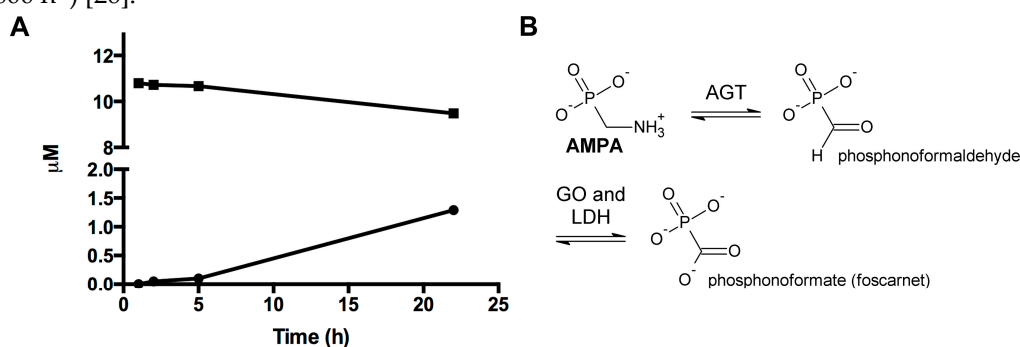 A
12
10
8
μM
2.0
1.5
1.0
0.5
0.0
0 5 10 15 20 25
Time (h)
B
O
O-
P
O-
NH3+
AMPA
AGT
O
O-
P
O-
O
H
phosphonoformaldehyde
GO and
LDH
O
O-
P
O-
O
O-
phosphonoformate (foscarnet)